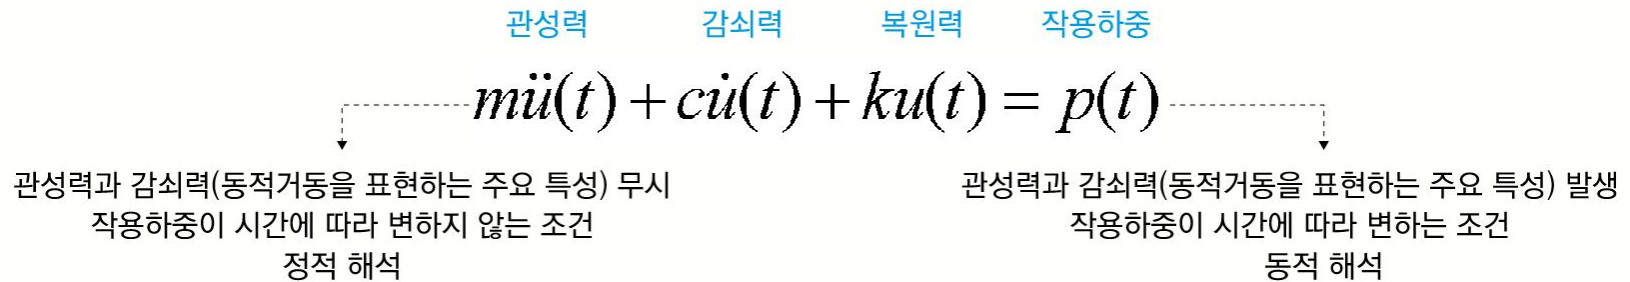 관성력 감쇠력 복원력 작용하중
mü(t) + cu̇(t) + ku(t) = p(t)
관성력과 감쇠력(동적거동을 표현하는 주요 특성) 무시
작용하중이 시간에 따라 변하지 않는 조건
정적 해석
관성력과 감쇠력(동적거동을 표현하는 주요 특성) 발생
작용하중이 시간에 따라 변하는 조건
동적 해석